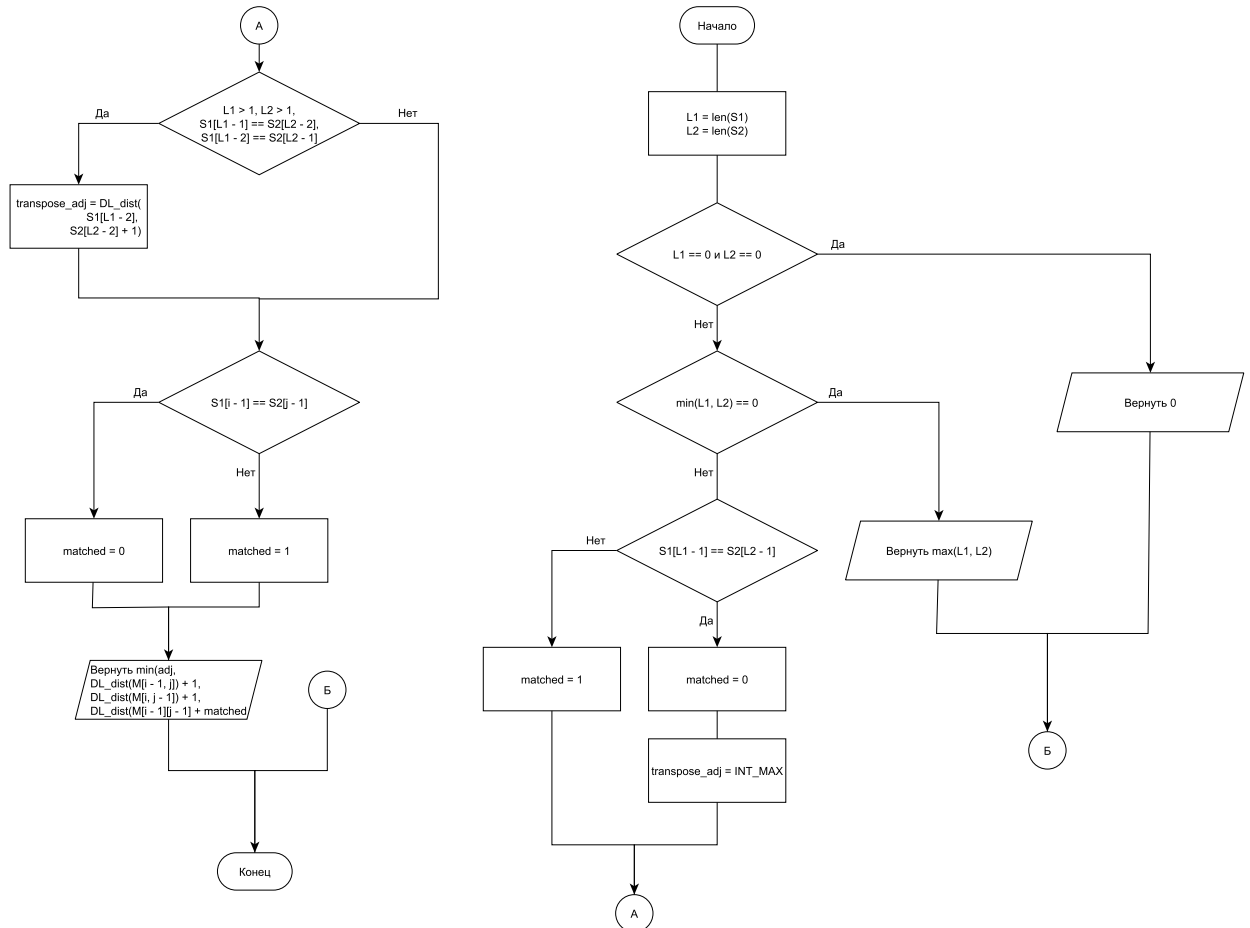 А
L1 > 1, L2 > 1,
S1[L1 - 1] == S2[L2 - 2],
S1[L1 - 2] == S2[L2 - 1]
Да
Нет
transpose_adj = DL_dist(
S1[L1 - 2],
S2[L2 - 2] + 1)
S1[i - 1] == S2[j - 1]
Да
Нет
matched = 0
matched = 1
Вернуть min(adj,
DL_dist(M[i - 1, j]) + 1,
DL_dist(M[i, j - 1]) + 1,
DL_dist(M[i - 1][j - 1] + matched
Б
Конец
Начало
L1 = len(S1)
L2 = len(S2)
L1 == 0 и L2 == 0
Да
Нет
Вернуть 0
min(L1, L2) == 0
Да
Нет
Вернуть max(L1, L2)
S1[L1 - 1] == S2[L2 - 1]
Нет
Да
matched = 1
matched = 0
transpose_adj = INT_MAX
Б
А